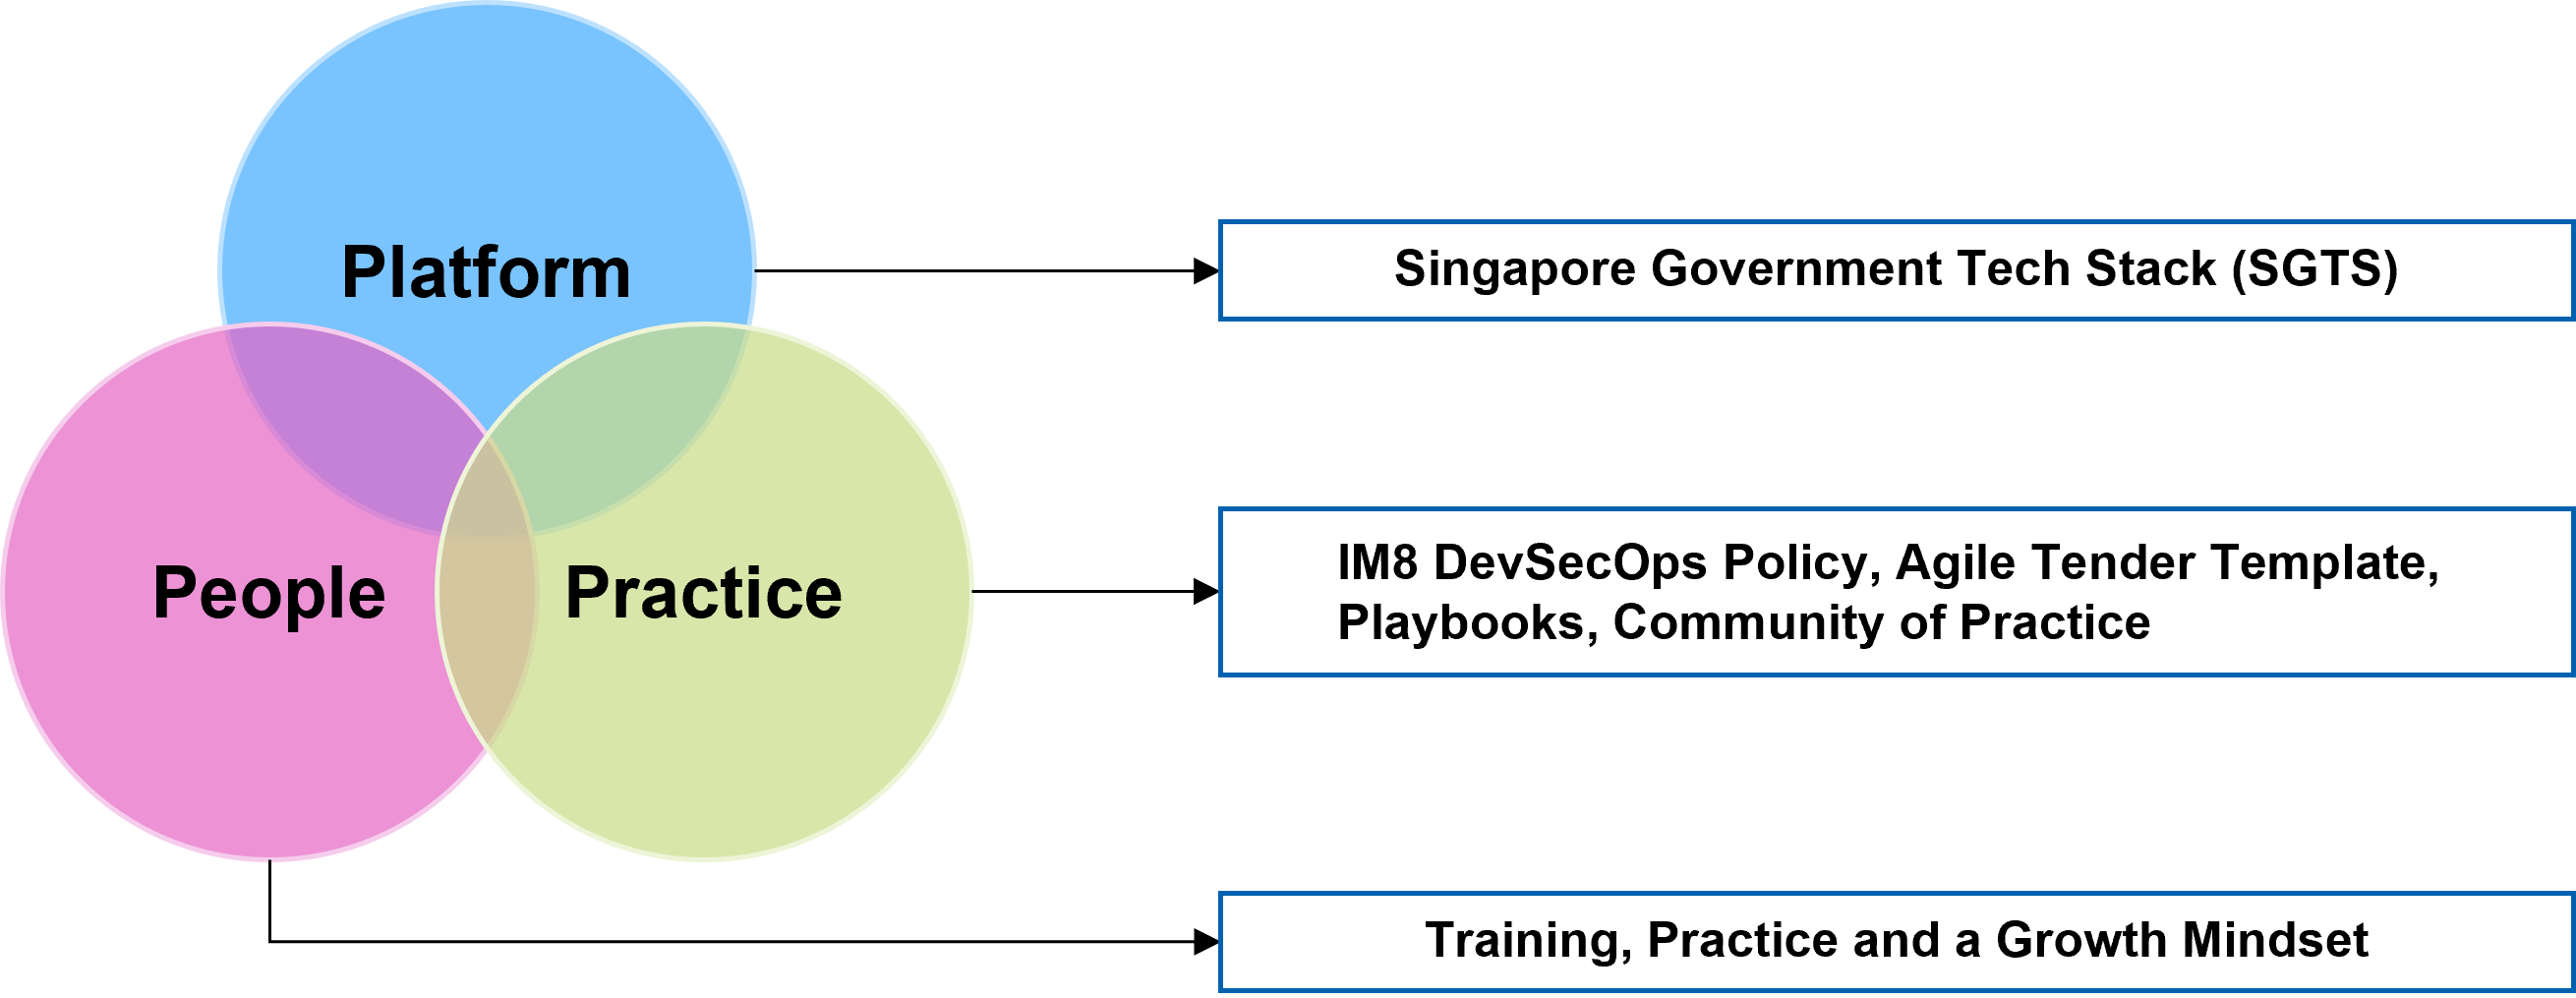 Platform
Singapore Government Tech Stack (SGTS)
People
Practice
IM8 DevSecOps Policy, Agile Tender Template,
Playbooks, Community of Practice
Training, Practice and a Growth Mindset